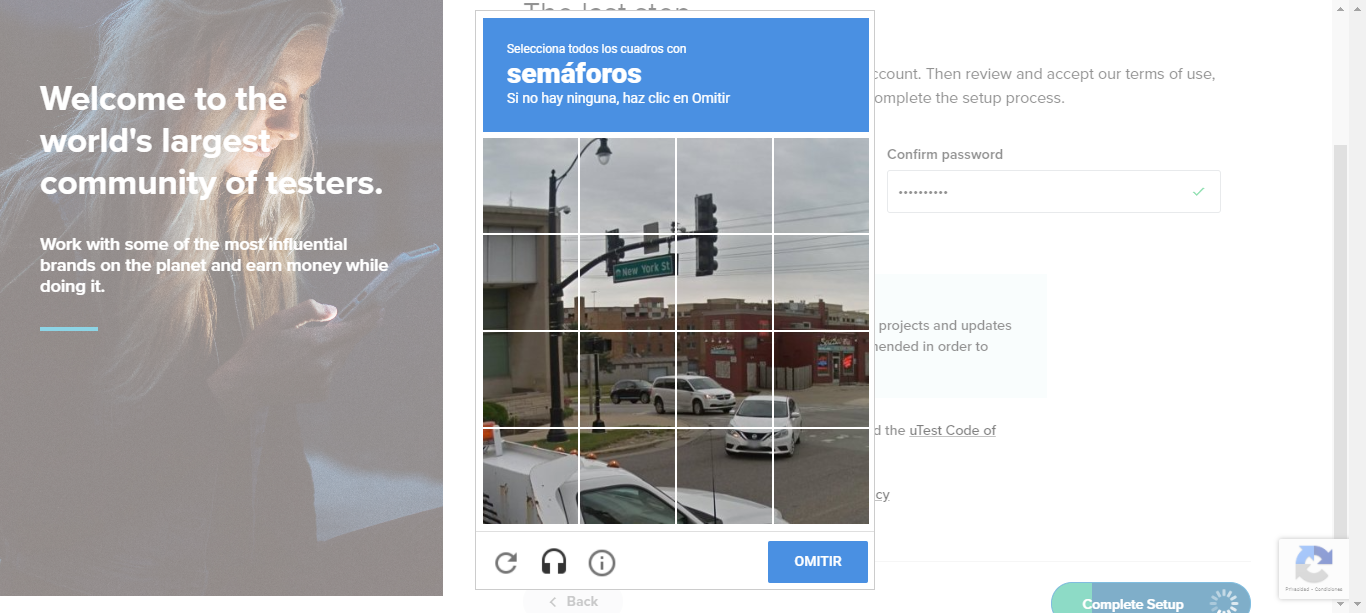 The last step
Welcome to the
world's largest
community of testers.
Work with some of the most influential
brands on the planet and earn money while
doing it.
Selecciona todos los cuadros con
semáforos
Si no hay ninguna, haz clic en Omitir
New York St
OMITIR
ccount. Then review and accept our terms of use,
omplete the setup process.
Confirm password
••••••••••
projects and updates
nended in order to
d the uTest Code of
cy
Back
Complete Setup
Privacidad - Condiciones